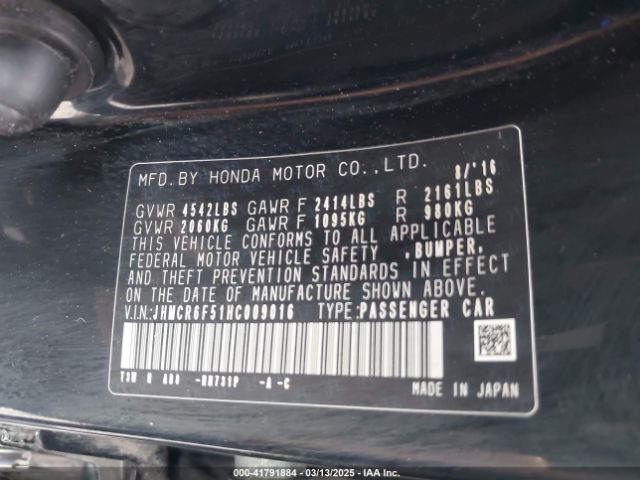 MFD.BY HONDA MOTOR CO.,LTD. 8/'16
GVWR 4542LBS GAWR F 2414LBS R 2161LBS
GVWR 2060KG GAWR F 1095KG R 980KG
THIS VEHICLE CONFORMS TO ALL APPLICABLE
FEDERAL MOTOR VEHICLE SAFETY ,BUMPER,
AND THEFT PREVENTION STANDARDS IN EFFECT
ON THE DATE OF MANUFACTURE SHOWN ABOVE.
V.I.N.:JHMCR6F51HC009016 TYPE:PASSENGER CAR
-A -C
MADE IN JAPAN
000-41791884 | 03/13/2025 | IAA Inc.